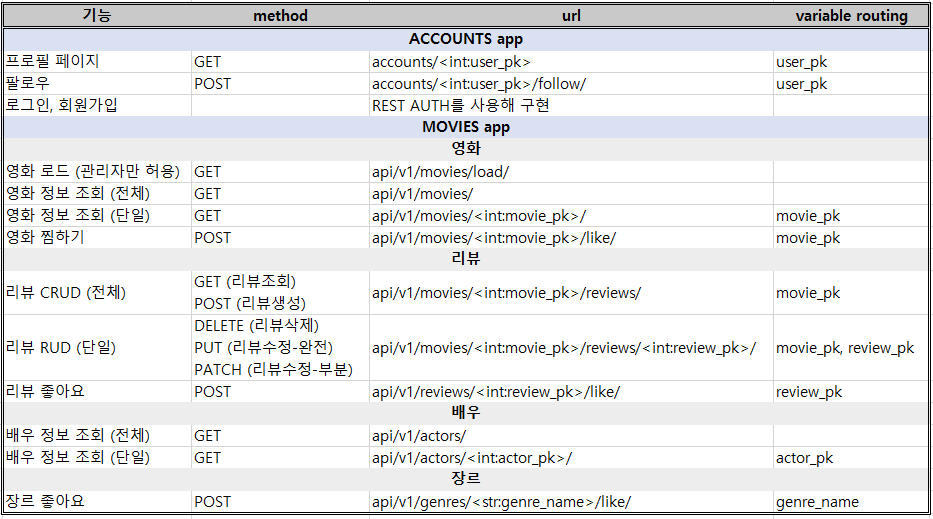 기능 method url variable routing
ACCOUNTS app
프로필 페이지 GET accounts/<int:user_pk> user_pk
팔로우 POST accounts/<int:user_pk>/follow/ user_pk
로그인, 회원가입 REST AUTH를 사용해 구현
MOVIES app
영화
영화 로드 (관리자만 허용) GET api/v1/movies/load/
영화 정보 조회 (전체) GET api/v1/movies/
영화 정보 조회 (단일) GET api/v1/movies/<int:movie_pk>/ movie_pk
영화 찜하기 POST api/v1/movies/<int:movie_pk>/like/ movie_pk
리뷰
리뷰 CRUD (전체) GET (리뷰조회)
POST (리뷰생성) api/v1/movies/<int:movie_pk>/reviews/ movie_pk
리뷰 RUD (단일) DELETE (리뷰삭제)
PUT (리뷰수정-완전)
PATCH (리뷰수정-부분) api/v1/movies/<int:movie_pk>/reviews/<int:review_pk>/ movie_pk, review_pk
리뷰 좋아요 POST api/v1/reviews/<int:review_pk>/like/ review_pk
배우
배우 정보 조회 (전체) GET api/v1/actors/
배우 정보 조회 (단일) GET api/v1/actors/<int:actor_pk>/ actor_pk
장르
장르 좋아요 POST api/v1/genres/<str:genre_name>/like/ genre_name